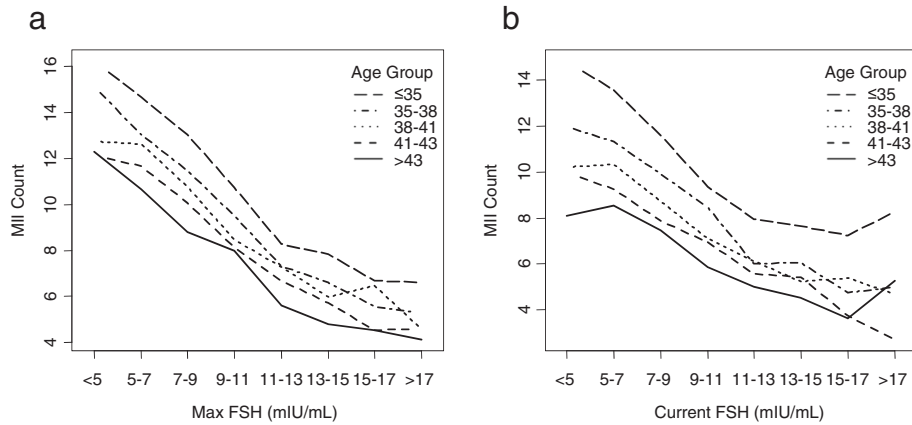 a
16
14
12
10
8
6
4
MII Count
Age Group
≤35
35-38
38-41
41-43
>43
<5 5-7 7-9 9-11 11-13 13-15 15-17 >17
Max FSH (mIU/mL)
b
14
12
10
8
6
4
MII Count
Age Group
≤35
35-38
38-41
41-43
>43
<5 5-7 7-9 9-11 11-13 13-15 15-17 >17
Current FSH (mIU/mL)